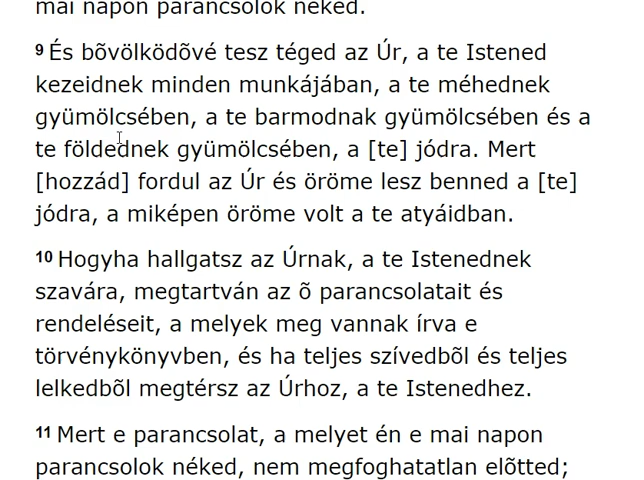 mai napon parancsolok néked.
9 És bõvölködõvé tesz téged az Úr, a te Istened
kezeidnek minden munkájában, a te méhednek
gyümölcsében, a te barmodnak gyümölcsében és a
te földednek gyümölcsében, a [te] jódra. Mert
[hozzád] fordul az Úr és öröme lesz benned a [te]
jódra, a miképen öröme volt a te atyáidban.
10 Hogyha hallgatsz az Úrnak, a te Istenednek
szavára, megtartván az õ parancsolatait és
rendeléseit, a melyek meg vannak írva e
törvénykönyvben, és ha teljes szívedbõl és teljes
lelkedbõl megtérsz az Úrhoz, a te Istenedhez.
11 Mert e parancsolat, a melyet én e mai napon
parancsolok néked, nem megfoghatatlan elõtted;